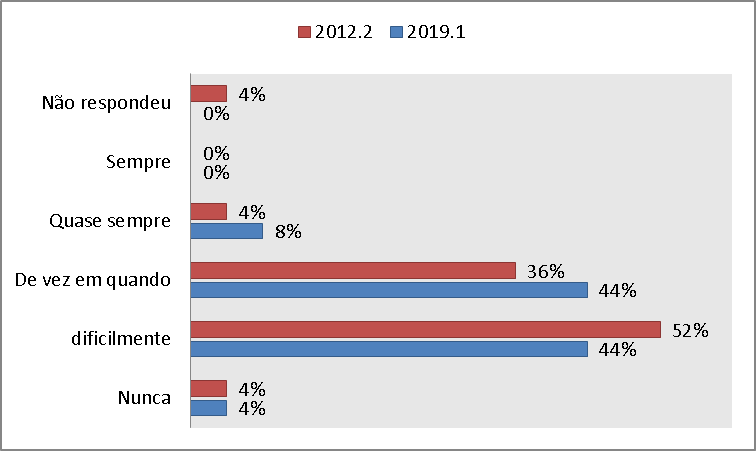 2012.2 2019.1
Não respondeu 4%
0%
Sempre 0%
0%
Quase sempre 4%
8%
De vez em quando 36%
44%
dificilmente 52%
44%
Nunca 4%
4%